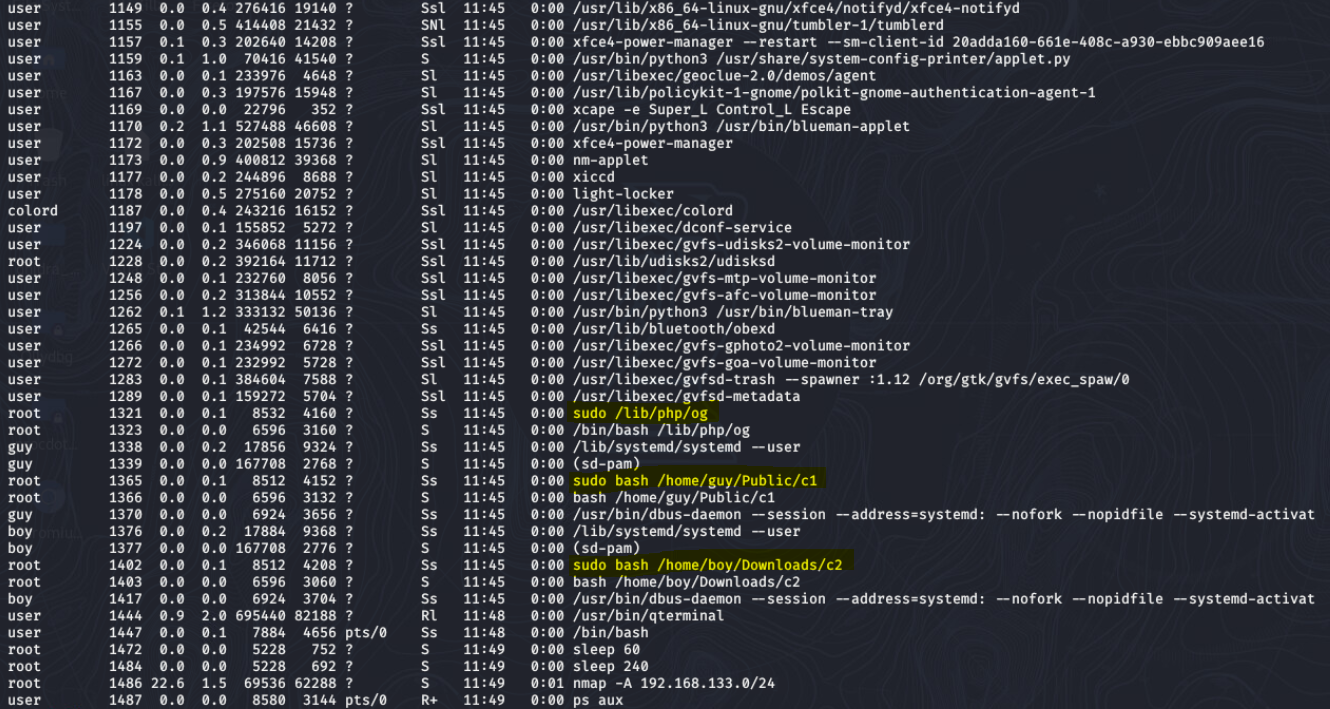 user 1149 0.0 0.4 276416 19140 ? Ssl 11:45 0:00 /usr/lib/x86_64-linux-gnu/xfce4/notifyd/xfce4-notifyd
user 1155 0.0 0.5 414408 21432 ? SNl 11:45 0:00 /usr/lib/x86_64-linux-gnu/tumbler-1/tumblerd
user 1157 0.1 0.3 202640 14208 ? Ssl 11:45 0:00 xfce4-power-manager --restart --sm-client-id 20adda160-661e-408c-a930-ebbc909aee16
user 1159 0.1 1.0 70416 41540 ? S 11:45 0:00 /usr/bin/python3 /usr/share/system-config-printer/applet.py
user 1163 0.0 0.1 233976 4648 ? Sl 11:45 0:00 /usr/libexec/geoclue-2.0/demos/agent
user 1167 0.0 0.3 197576 15948 ? Sl 11:45 0:00 /usr/lib/policykit-1-gnome/polkit-gnome-authentication-agent-1
user 1169 0.0 0.0 22796 352 ? Ssl 11:45 0:00 xcape -e Super_L Control_L Escape
user 1170 0.2 1.1 527488 46608 ? Sl 11:45 0:00 /usr/bin/python3 /usr/bin/blueman-applet
user 1172 0.0 0.3 202508 15736 ? Ssl 11:45 0:00 xfce4-power-manager
user 1173 0.0 0.9 400812 39368 ? Sl 11:45 0:00 nm-applet
user 1177 0.0 0.2 244896 8688 ? Sl 11:45 0:00 xiccd
user 1178 0.0 0.5 275160 20752 ? Sl 11:45 0:00 light-locker
colord 1187 0.0 0.4 243216 16152 ? Ssl 11:45 0:00 /usr/libexec/colord
user 1197 0.0 0.1 155852 5272 ? Sl 11:45 0:00 /usr/libexec/dconf-service
user 1224 0.0 0.2 346068 11156 ? Ssl 11:45 0:00 /usr/libexec/gvfs-udisks2-volume-monitor
root 1228 0.0 0.2 392164 11712 ? Ssl 11:45 0:00 /usr/lib/udisks2/udisksd
user 1248 0.0 0.1 232760 8056 ? Ssl 11:45 0:00 /usr/libexec/gvfs-mtp-volume-monitor
user 1256 0.0 0.2 313844 10552 ? Ssl 11:45 0:00 /usr/libexec/gvfs-afc-volume-monitor
user 1262 0.1 1.2 333132 50136 ? Sl 11:45 0:00 /usr/bin/python3 /usr/bin/blueman-tray
user 1265 0.0 0.1 42544 6416 ? Ss 11:45 0:00 /usr/lib/bluetooth/obexd
user 1266 0.1 0.1 234992 6728 ? Ssl 11:45 0:00 /usr/libexec/gvfs-gphoto2-volume-monitor
user 1272 0.0 0.1 232992 5728 ? Ssl 11:45 0:00 /usr/libexec/gvfs-goa-volume-monitor
user 1283 0.0 0.1 384604 7588 ? Sl 11:45 0:00 /usr/libexec/gvfsd-trash --spawner :1.12 /org/gtk/gvfs/exec_spaw/0
user 1289 0.0 0.1 159272 5704 ? Ssl 11:45 0:00 /usr/libexec/gvfsd-metadata
root 1321 0.0 0.1 8532 4160 ? Ss 11:45 0:00 sudo /lib/php/og
root 1323 0.0 0.0 6596 3160 ? S 11:45 0:00 /bin/bash /lib/php/og
guy 1338 0.0 0.2 17856 9324 ? Ss 11:45 0:00 /lib/systemd/systemd --user
guy 1339 0.0 0.0 167708 2768 ? S 11:45 0:00 (sd-pam)
root 1365 0.0 0.1 8512 4152 ? Ss 11:45 0:00 sudo bash /home/guy/Public/c1
root 1366 0.0 0.0 6596 3132 ? S 11:45 0:00 bash /home/guy/Public/c1
guy 1370 0.0 0.0 6924 3656 ? Ss 11:45 0:00 /usr/bin/dbus-daemon --session --address=systemd: --nofork --nopidfile --systemd-activat
boy 1376 0.0 0.2 17884 9368 ? Ss 11:45 0:00 /lib/systemd/systemd --user
boy 1377 0.0 0.0 167708 2776 ? S 11:45 0:00 (sd-pam)
root 1402 0.0 0.1 8512 4208 ? Ss 11:45 0:00 sudo bash /home/boy/Downloads/c2
root 1403 0.0 0.0 6596 3060 ? S 11:45 0:00 bash /home/boy/Downloads/c2
boy 1417 0.0 0.0 6924 3704 ? Ss 11:45 0:00 /usr/bin/dbus-daemon --session --address=systemd: --nofork --nopidfile --systemd-activat
user 1444 0.9 2.0 695440 82188 ? Rl 11:48 0:00 /usr/bin/qterminal
user 1447 0.0 0.1 7884 4656 pts/0 Ss 11:48 0:00 /bin/bash
root 1472 0.0 0.0 5228 752 ? S 11:49 0:00 sleep 60
root 1484 0.0 0.0 5228 692 ? S 11:49 0:00 sleep 240
root 1486 22.6 1.5 69536 62288 ? S 11:49 0:01 nmap -A 192.168.133.0/24
user 1487 0.0 0.0 8580 3144 pts/0 R+ 11:49 0:00 ps aux